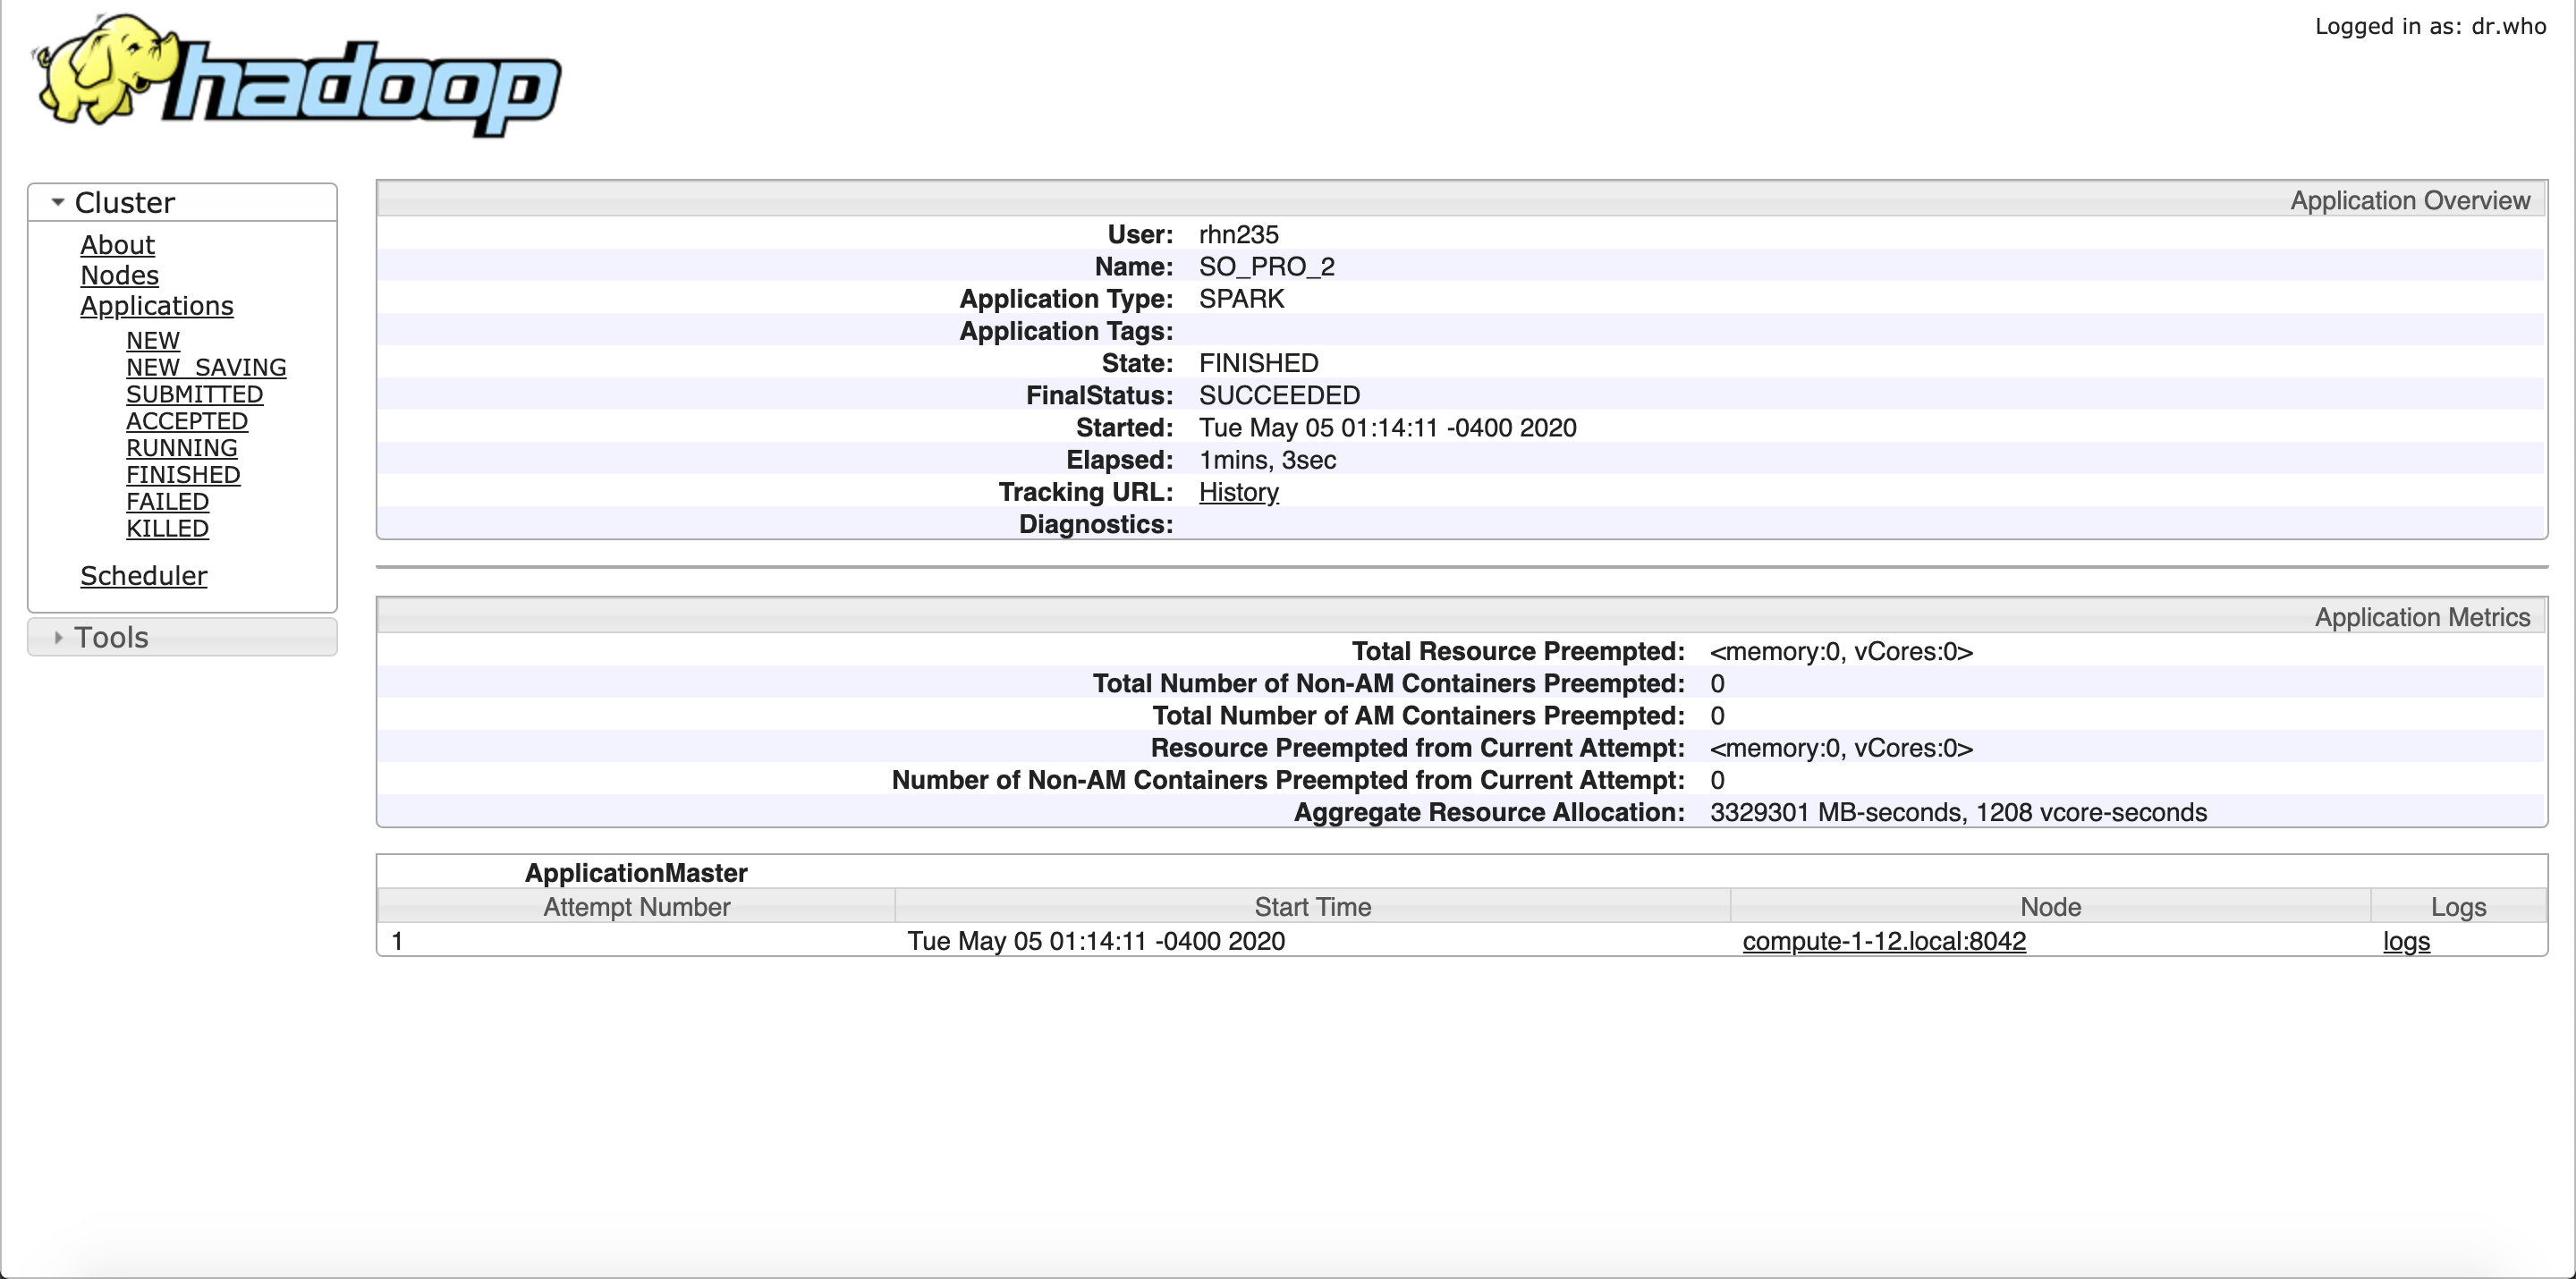 hadoop
Logged in as: dr.who
Cluster
About
Nodes
Applications
NEW
NEW_SAVING
SUBMITTED
ACCEPTED
RUNNING
FINISHED
FAILED
KILLED
Scheduler
Tools
Application Overview
User: rhn235
Name: SO_PRO_2
Application Type: SPARK
Application Tags:
State: FINISHED
FinalStatus: SUCCEEDED
Started: Tue May 05 01:14:11 -0400 2020
Elapsed: 1mins, 3sec
Tracking URL: History
Diagnostics:
Application Metrics
Total Resource Preempted: <memory:0, vCores:0>
Total Number of Non-AM Containers Preempted: 0
Total Number of AM Containers Preempted: 0
Resource Preempted from Current Attempt: <memory:0, vCores:0>
Number of Non-AM Containers Preempted from Current Attempt: 0
Aggregate Resource Allocation: 3329301 MB-seconds, 1208 vcore-seconds
ApplicationMaster
Attempt Number Start Time Node Logs
1 Tue May 05 01:14:11 -0400 2020 compute-1-12.local:8042 logs